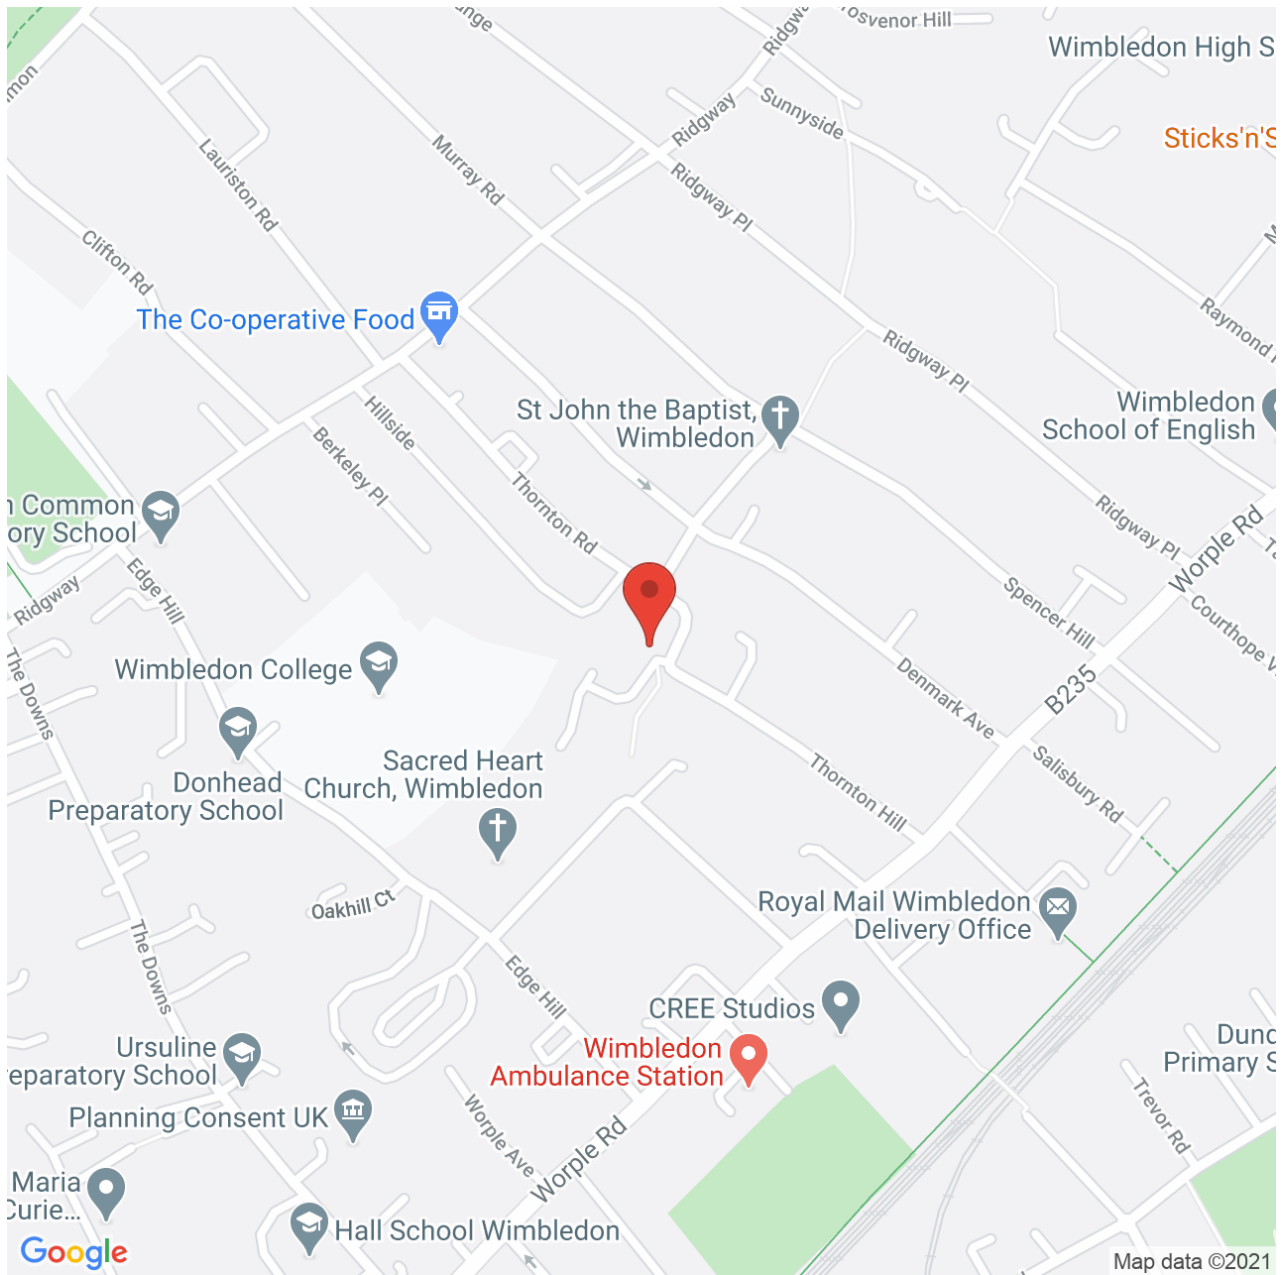 Grosvenor Hill
Ridgway
Wimbledon High S
Sunnyside
Ridgway
Sticks'n'S
Murray Rd
Lauriston Rd
Ridgway Pl
Clifton Rd
Raymond
The Co-operative Food
Ridgway Pl
Hillside
St John the Baptist,
Wimbledon
Wimbledon
School of English
Berkeley Pl
Thornton Rd
n Common
ory School
Ridgway Pl
Worple Rd
Edge Hill
Ridgway
Spencer Hill
Courthope V
The Downs
Wimbledon College
Denmark Ave
B235
Donhead
Preparatory School
Sacred Heart
Church, Wimbledon
Thornton Hill
Salisbury Rd
Oakhill Ct
Royal Mail Wimbledon
Delivery Office
The Downs
Edge Hill
CREE Studios
Ursuline
reparatory School
Wimbledon
Ambulance Station
Dund
Primary S
Planning Consent UK
Worple Ave
Trevor Rd
Worple Rd
Maria
Curie...
Hall School Wimbledon
Google
Map data ©2021